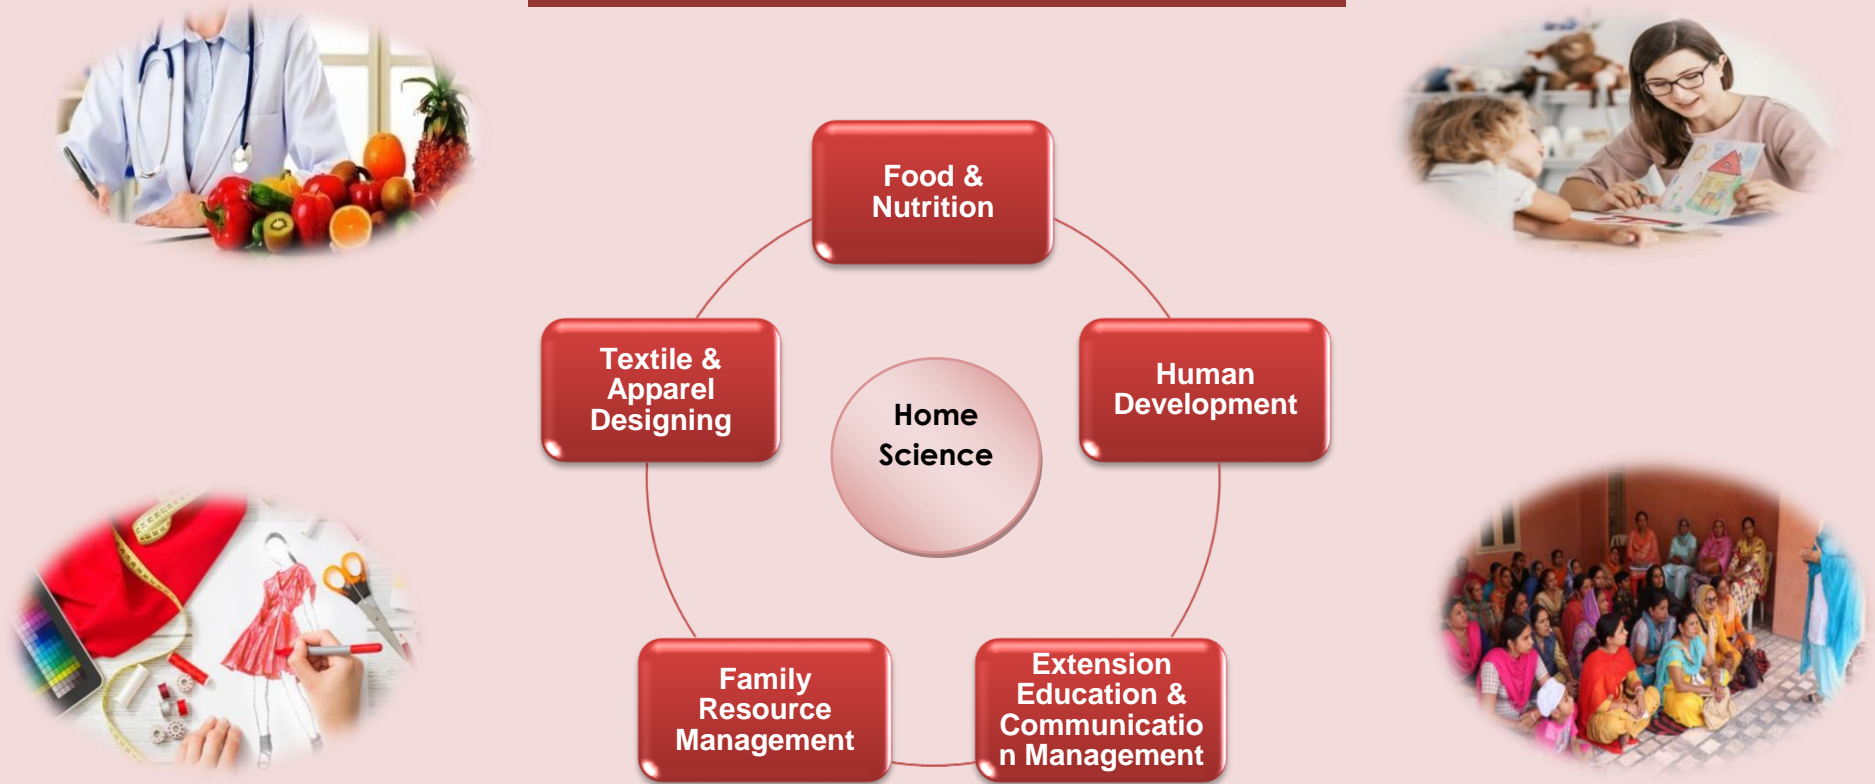 Food &
Nutrition
Textile &
Apparel
Designing
Human
Development
Home
Science
Family
Resource
Management
Extension
Education &
Communicatio
n Management